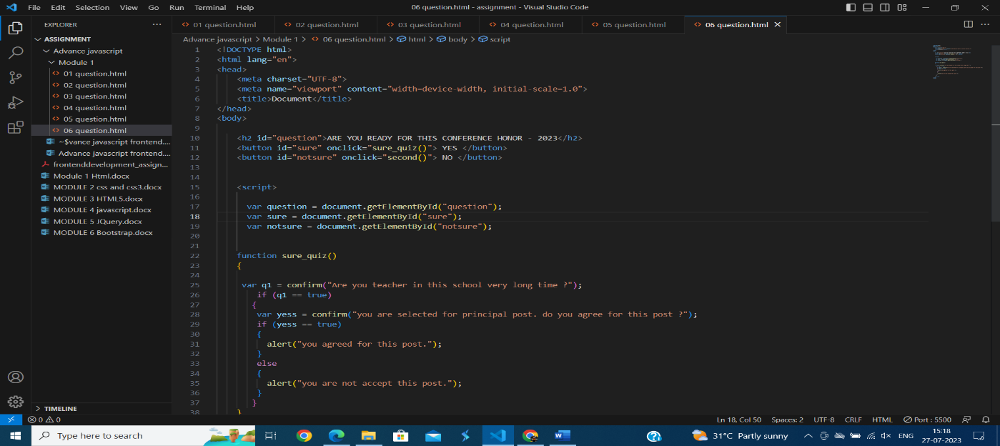 File Edit Selection View Go Run Terminal Help
06 question.html - assignment - Visual Studio Code
EXPLORER
ASSIGNMENT
Advance javascript
Module 1
01 question.html
02 question.html
03 question.html
04 question.html
05 question.html
06 question.html
~$vance javascript frontend....
Advance javascript frontend....
frontenddevelopment_assign...
Module 1 Html.docx
MODULE 2 css and css3.docx
MODULE 3 HTML5.docx
MODULE 4 javascript.docx
MODULE 5 JQuery.docx
MODULE 6 Bootstrap.docx
TIMELINE
01 question.html 02 question.html 03 question.html 04 question.html 05 question.html 06 question.html
Advance javascript > Module 1 > 06 question.html > html > body > script
1 <!DOCTYPE html>
2 <html lang="en">
3 <head>
4 <meta charset="UTF-8">
5 <meta name="viewport" content="width=device-width, initial-scale=1.0">
6 <title>Document</title>
7 </head>
8 <body>
9
10 <h2 id="question">ARE YOU READY FOR THIS CONFERENCE HONOR - 2023</h2>
11 <button id="sure" onclick="sure_quiz()"> YES </button>
12 <button id="notsure" onclick="second()"> NO </button>
13
14
15 <script>
16
17 var question = document.getElementById("question");
18 var sure = document.getElementById("sure");
19 var notsure = document.getElementById("notsure");
20
21
22 function sure_quiz()
23 {
24
25 var q1 = confirm("Are you teacher in this school very long time ?");
26 if (q1 == true)
27 {
28 var yess = confirm("you are selected for principal post. do you agree for this post ?");
29 if (yess == true)
30 {
31 alert("you agreed for this post.");
32 }
33 else
34 {
35 alert("you are not accept this post.");
36 }
37 }
38 }
0 0 Ln 18, Col 50 Spaces: 2 UTF-8 CRLF HTML Port : 5500
Type here to search
31°C Partly sunny
ENG
15:18
27-07-2023